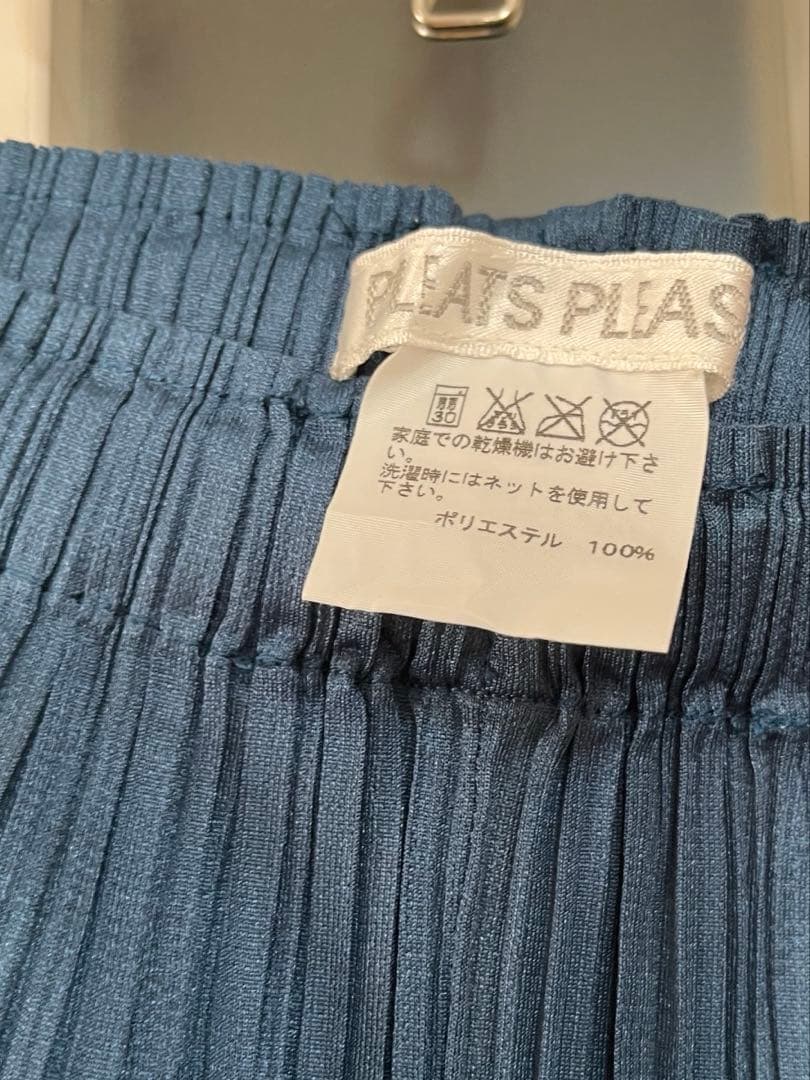 PLEATS PLEAS
30
家庭での乾燥機はお避け下さ
い。
洗濯時にはネットを使用して
下さい。
ポリエステル 100%